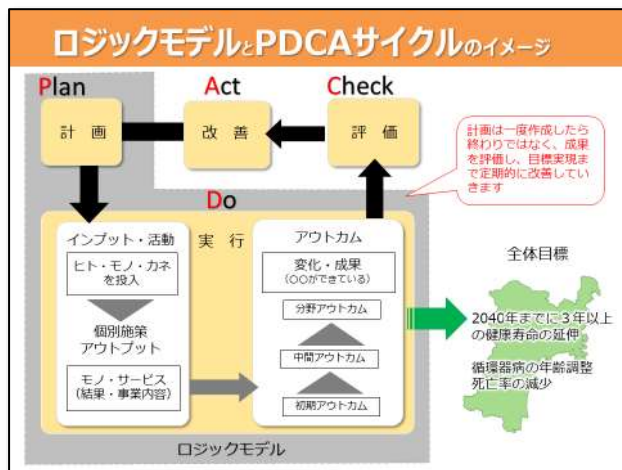 ロジックモデルとPDCAサイクルのイメージ
Plan
Act
Check
計 画
改 善
評 価
計画は一度作成したら
終わりではなく、成果
を評価し、目標実現ま
で定期的に改善してい
きます
Do
実 行
インプット・活動
ヒト・モノ・カネ
を投入
個別施策
アウトプット
モノ・サービス
(結果・事業内容)
アウトカム
変化・成果
(〇〇ができている)
分野アウトカム
中間アウトカム
初期アウトカム
ロジックモデル
全体目標
2040年までに３年以上
の健康寿命の延伸
循環器病の年齢調整
死亡率の減少